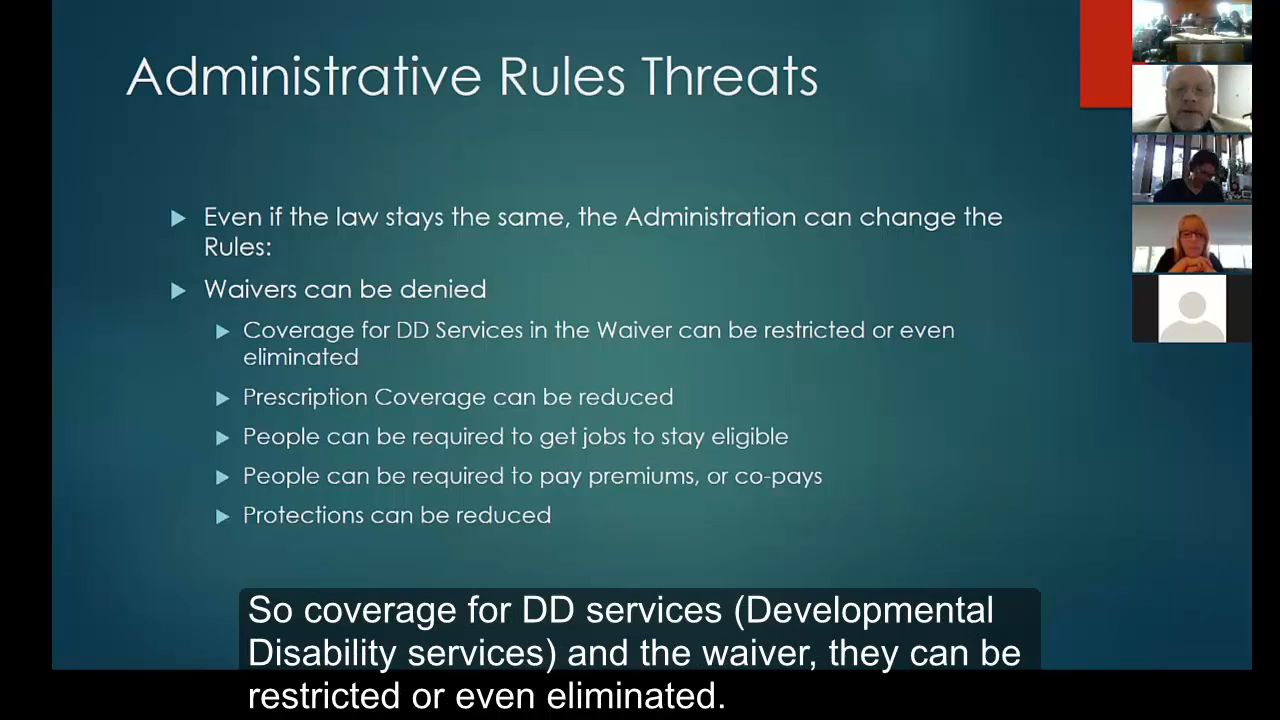 Administrative Rules Threats
Even if the law stays the same, the Administration can change the
Rules:
Waivers can be denied
Coverage for DD Services in the Waiver can be restricted or even
eliminated
Prescription Coverage can be reduced
People can be required to get jobs to stay eligible
People can be required to pay premiums, or co-pays
Protections can be reduced
So coverage for DD services (Developmental
Disability services) and the waiver, they can be
restricted or even eliminated.